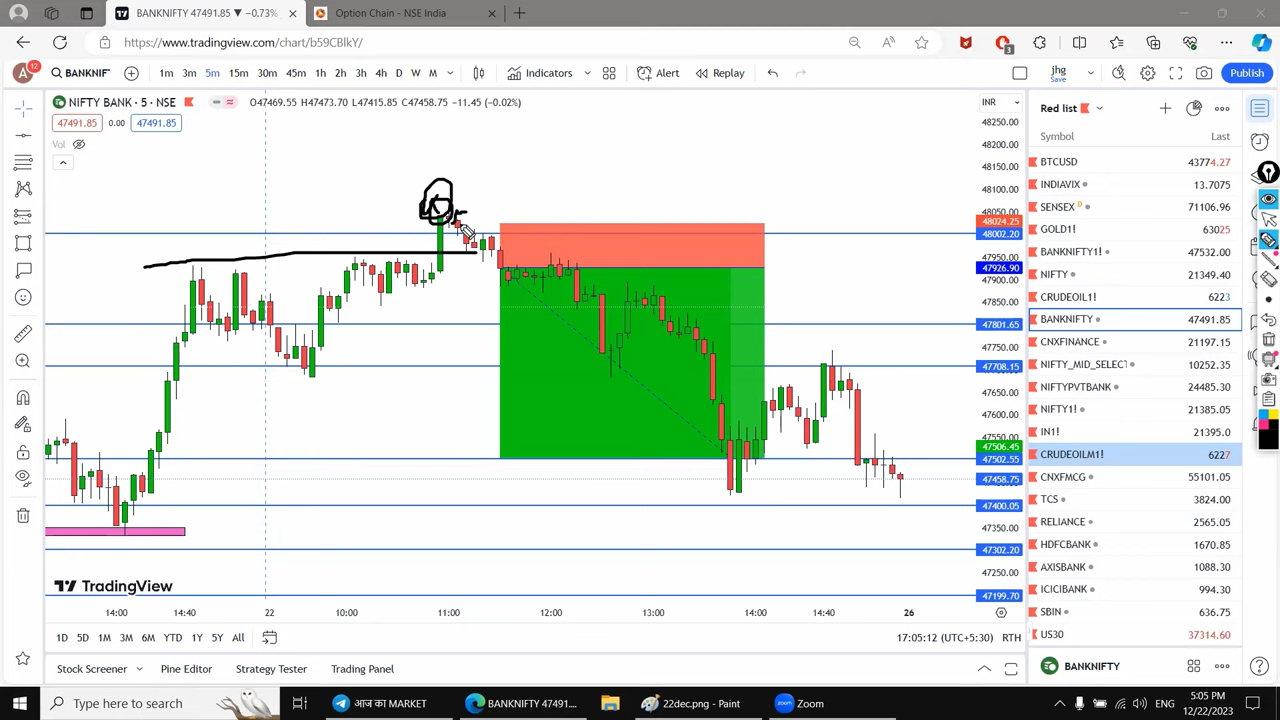 BANKNIFTY 47491.85 ▼ −0.73%
Option Chain - NSE India
https://www.tradingview.com/chart/b59CBlkY/
A
12
BANKNIF
1m 3m 5m 15m 30m 45m 1h 2h 3h 4h D W M
Indicators
Alert
Replay
jhg
Publish
NIFTY BANK · 5 · NSE
O47469.55 H47473.70 L47415.85 C47458.75 −11.45 (−0.02%)
INR
47491.85 0.00 47491.85
Vol
48250.00
48200.00
48150.00
48100.00
48050.00
48024.25
48002.20
47950.00
47926.90
47900.00
47850.00
47801.65
47750.00
47708.15
47650.00
47600.00
47550.00
47506.45
47502.55
47458.75
47400.05
47350.00
47302.20
47250.00
47199.70
TradingView
14:00 14:40 22 10:00 11:00 12:00 13:00 14:00 14:40 26
1D 5D 1M 3M 6M YTD 1Y 5Y All
17:05:12 (UTC+5:30) RTH
Stock Screener
Pine Editor
Strategy Tester
Trading Panel
Red list
Symbol Last
BTCUSD 43774.27
INDIAVIX 13.7075
SENSEX D 71106.96
GOLD1! 63025
BANKNIFTY1! 47532.00
NIFTY 21349.40
CRUDEOIL1! 6223
BANKNIFTY 47491.85
CNXFINANCE 21197.15
NIFTY_MID_SELECT 10252.35
NIFTYPVTBANK 24485.30
NIFTY1! 21385.05
IN1! 21395.0
CRUDEOILM1! 6227
CNXFMCG 55101.05
TCS 3824.00
RELIANCE 2565.05
HDFCBANK 1670.85
AXISBANK 1088.30
ICICIBANK 994.30
SBIN 636.75
US30 37314.60
BANKNIFTY
Type here to search
आज का MARKET
BANKNIFTY 47491....
22dec.png - Paint
Zoom
ENG
5:05 PM
12/22/2023